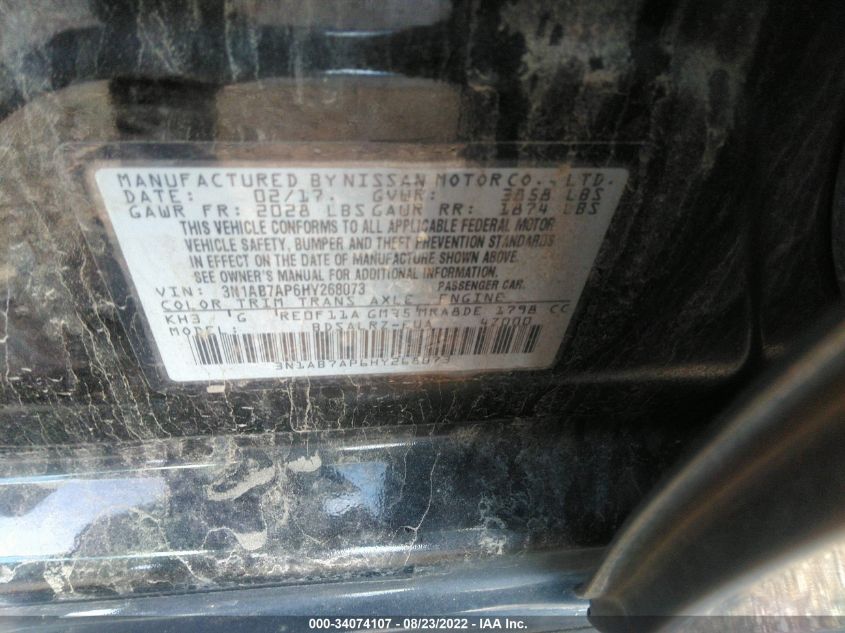 MANUFACTURED BY NISSAN MOTOR CO., LTD.
DATE: 02/17. GVWR: 3858 LBS
GAWR FR: 2028 LBS GAWR RR: 1874 LBS
THIS VEHICLE CONFORMS TO ALL APPLICABLE FEDERAL MOTOR
VEHICLE SAFETY, BUMPER AND THEFT PREVENTION STANDARDS
IN EFFECT ON THE DATE OF MANUFACTURE SHOWN ABOVE.
SEE OWNER'S MANUAL FOR ADDITIONAL INFORMATION.
VIN: 3N1AB7AP6HY268073 PASSENGER CAR.
COLOR TRIM TRANS AXLE ENGINE
KH3 G RE0F11A GM35 MRA8DE 1798 CC
MODEL: BDSALRZ-EUA 47000
3N1AB7AP6HY268073
000-34074107 - 08/23/2022 - IAA Inc.